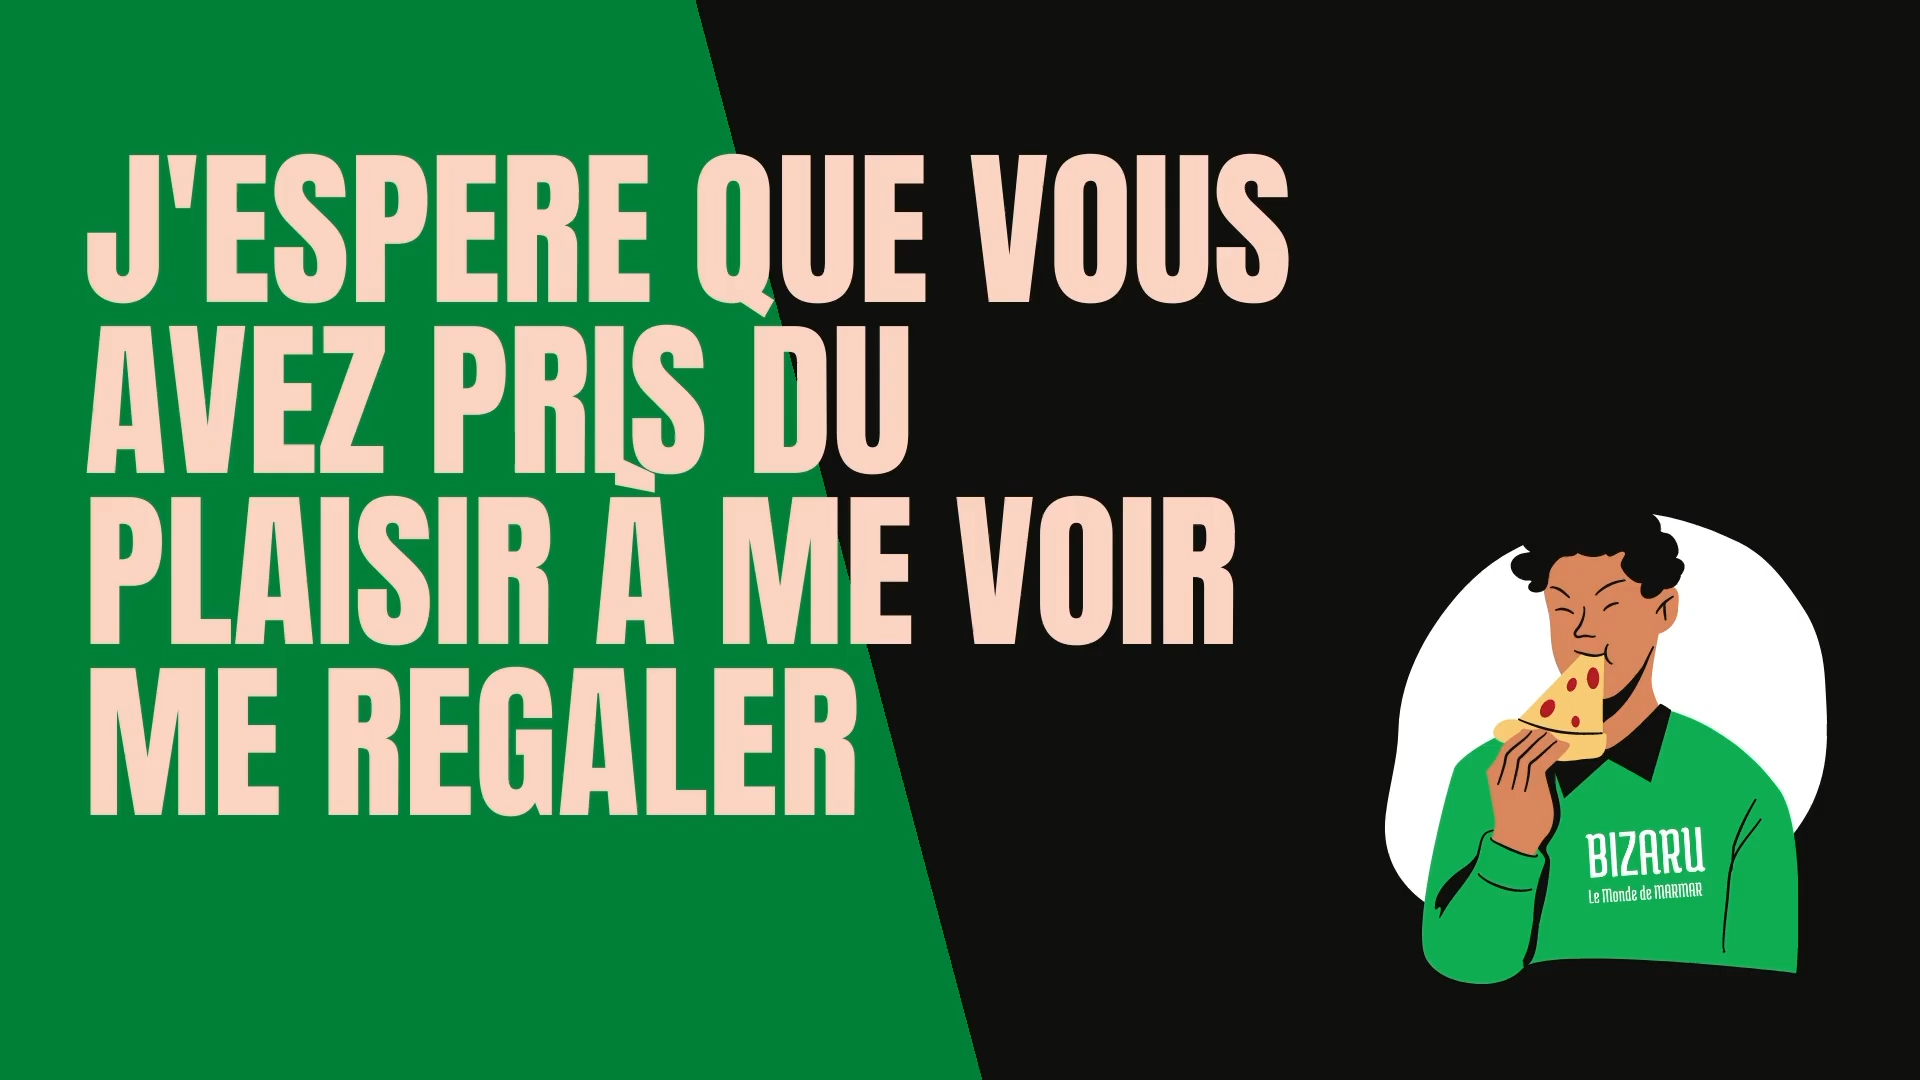 J'ESPERE QUE VOUS
AVEZ PRIS DU
PLAISIR À ME VOIR
ME REGALER
BIZARU
Le Monde de MARMAR